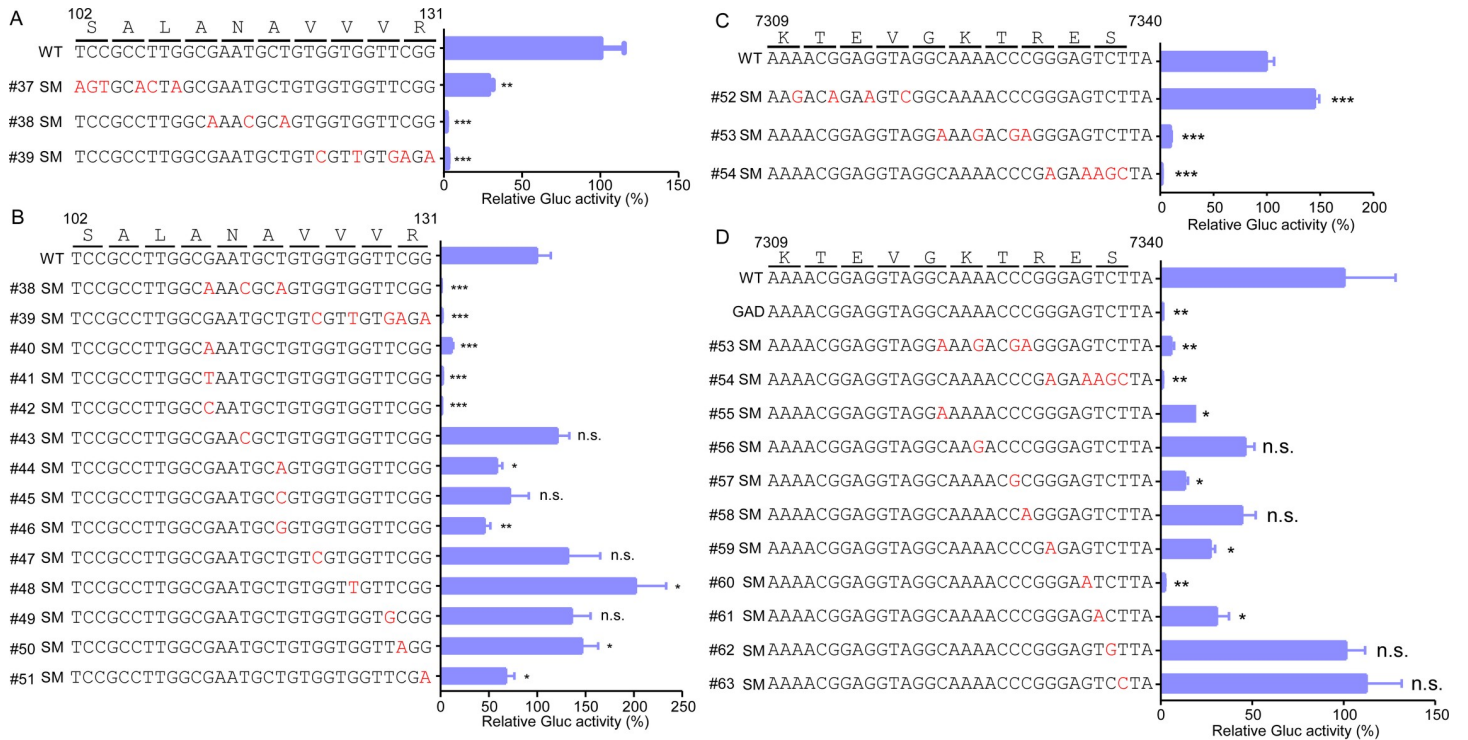 A
102 131
S A L A N A V V V R
WT TCCGCCTTGGCGAATGCTGTGGTGGTTCGG
#37 SM AGTGCACTAGCGAATGCTGTGGTGGTTCGG **
#38 SM TCCGCCTTGGCAAACGCAGTGGTGGTTCGG ***
#39 SM TCCGCCTTGGCGAATGCTGTCGTTGTGAGA ***
0 50 100 150
Relative Gluc activity (%)
B
102 131
S A L A N A V V V R
WT TCCGCCTTGGCGAATGCTGTGGTGGTTCGG
#38 SM TCCGCCTTGGCAAACGCAGTGGTGGTTCGG ***
#39 SM TCCGCCTTGGCGAATGCTGTCGTTGTGAGA ***
#40 SM TCCGCCTTGGCAAATGCTGTGGTGGTTCGG ***
#41 SM TCCGCCTTGGCTAATGCTGTGGTGGTTCGG ***
#42 SM TCCGCCTTGGCCAATGCTGTGGTGGTTCGG ***
#43 SM TCCGCCTTGGCGAACGCTGTGGTGGTTCGG n.s.
#44 SM TCCGCCTTGGCGAATGCAGTGGTGGTTCGG *
#45 SM TCCGCCTTGGCGAATGCCGTGGTGGTTCGG n.s.
#46 SM TCCGCCTTGGCGAATGCGGTGGTGGTTCGG **
#47 SM TCCGCCTTGGCGAATGCTGTCGTGGTTCGG n.s.
#48 SM TCCGCCTTGGCGAATGCTGTGGTTGTTCGG *
#49 SM TCCGCCTTGGCGAATGCTGTGGTGGTGCGG n.s.
#50 SM TCCGCCTTGGCGAATGCTGTGGTGGTTAGG *
#51 SM TCCGCCTTGGCGAATGCTGTGGTGGTTCGA *
0 50 100 150 200 250
Relative Gluc activity (%)
C
7309 7340
K T E V G K T R E S
WT AAAACGGAGGTAGGCAAAACCCGGGAGTCTTA
#52 SM AAGACAGAAGTCGGCAAAACCCGGGAGTCTTA ***
#53 SM AAAACGGAGGTAGGAAAGACGAGGGAGTCTTA ***
#54 SM AAAACGGAGGTAGGCAAAACCCGAGAAAGCTA ***
0 50 100 150 200
Relative Gluc activity (%)
D
7309 7340
K T E V G K T R E S
WT AAAACGGAGGTAGGCAAAACCCGGGAGTCTTA
GAD AAAACGGAGGTAGGCAAAACCCGGGAGTCTTA **
#53 SM AAAACGGAGGTAGGAAAGACGAGGGAGTCTTA **
#54 SM AAAACGGAGGTAGGCAAAACCCGAGAAAGCTA **
#55 SM AAAACGGAGGTAGGAAAAACCCGGGAGTCTTA *
#56 SM AAAACGGAGGTAGGCAAGACCCGGGAGTCTTA n.s.
#57 SM AAAACGGAGGTAGGCAAAACGCGGGAGTCTTA *
#58 SM AAAACGGAGGTAGGCAAAACCAGGGAGTCTTA n.s.
#59 SM AAAACGGAGGTAGGCAAAACCCGAGAGTCTTA *
#60 SM AAAACGGAGGTAGGCAAAACCCGGGAATCTTA **
#61 SM AAAACGGAGGTAGGCAAAACCCGGGAGACTTA *
#62 SM AAAACGGAGGTAGGCAAAACCCGGGAGTGTTA n.s.
#63 SM AAAACGGAGGTAGGCAAAACCCGGGAGTCCTA n.s.
0 50 100 150
Relative Gluc activity (%)